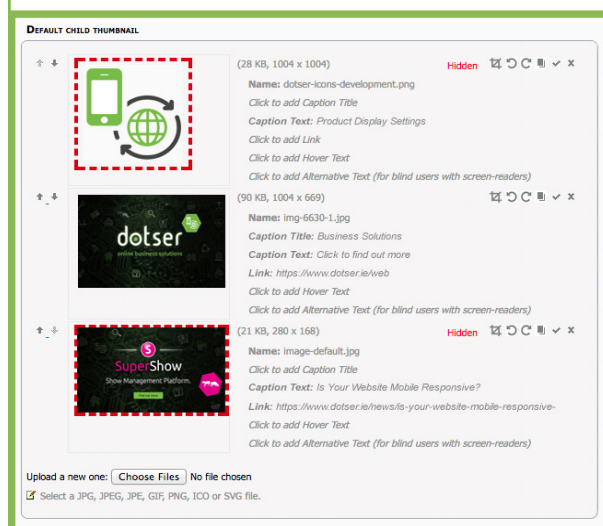 DEFAULT CHILD THUMBNAIL
(28 KB, 1004 x 1004)
Hidden
Name: dotser-icons-development.png
Click to add Caption Title
Caption Text: Product Display Settings
Click to add Link
Click to add Hover Text
Click to add Alternative Text (for blind users with screen-readers)
dotser
online business solutions
(90 KB, 1004 x 669)
Name: img-6630-1.jpg
Caption Title: Business Solutions
Caption Text: Click to find out more
Link: https://www.dotser.ie/web
Click to add Hover Text
Click to add Alternative Text (for blind users with screen-readers)
S
SuperShow
Show Management Platform.
(21 KB, 280 x 168)
Hidden
Name: image-default.jpg
Click to add Caption Title
Caption Text: Is Your Website Mobile Responsive?
Link: https://www.dotser.ie/news/is-your-website-mobile-responsive-
Click to add Hover Text
Click to add Alternative Text (for blind users with screen-readers)
Upload a new one: Choose Files No file chosen
Select a JPG, JPEG, JPE, GIF, PNG, ICO or SVG file.